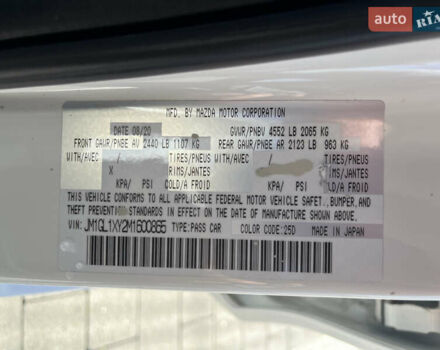 auto RIA
MFD. BY MAZDA MOTOR CORPORATION
DATE 08/20 GVWR/PNBV 4552 LB 2065 KG
FRONT GAWR/PNBE AV 2440 LB 1107 KG REAR GAWR/PNBE AR 2123 LB 963 KG
WITH/AVEC / TIRES/PNEUS WITH/AVEC TIRES/PNEUS
X RIMS/JANTES RIMS/JANTES
KPA/ PSI COLD/A FROID KPA/ PSI COLD/A FROID
THIS VEHICLE CONFORMS TO ALL APPLICABLE FEDERAL MOTOR VEHICLE SAFETY, BUMPER, AND
THEFT STANDARDS IN EFFECT ON THE DATE OF MANUFACTURE SHOWN ABOVE.
VIN: JM1GL1XY2M1600865 TYPE:PASS CAR COLOR CODE:25D MADE IN JAPAN